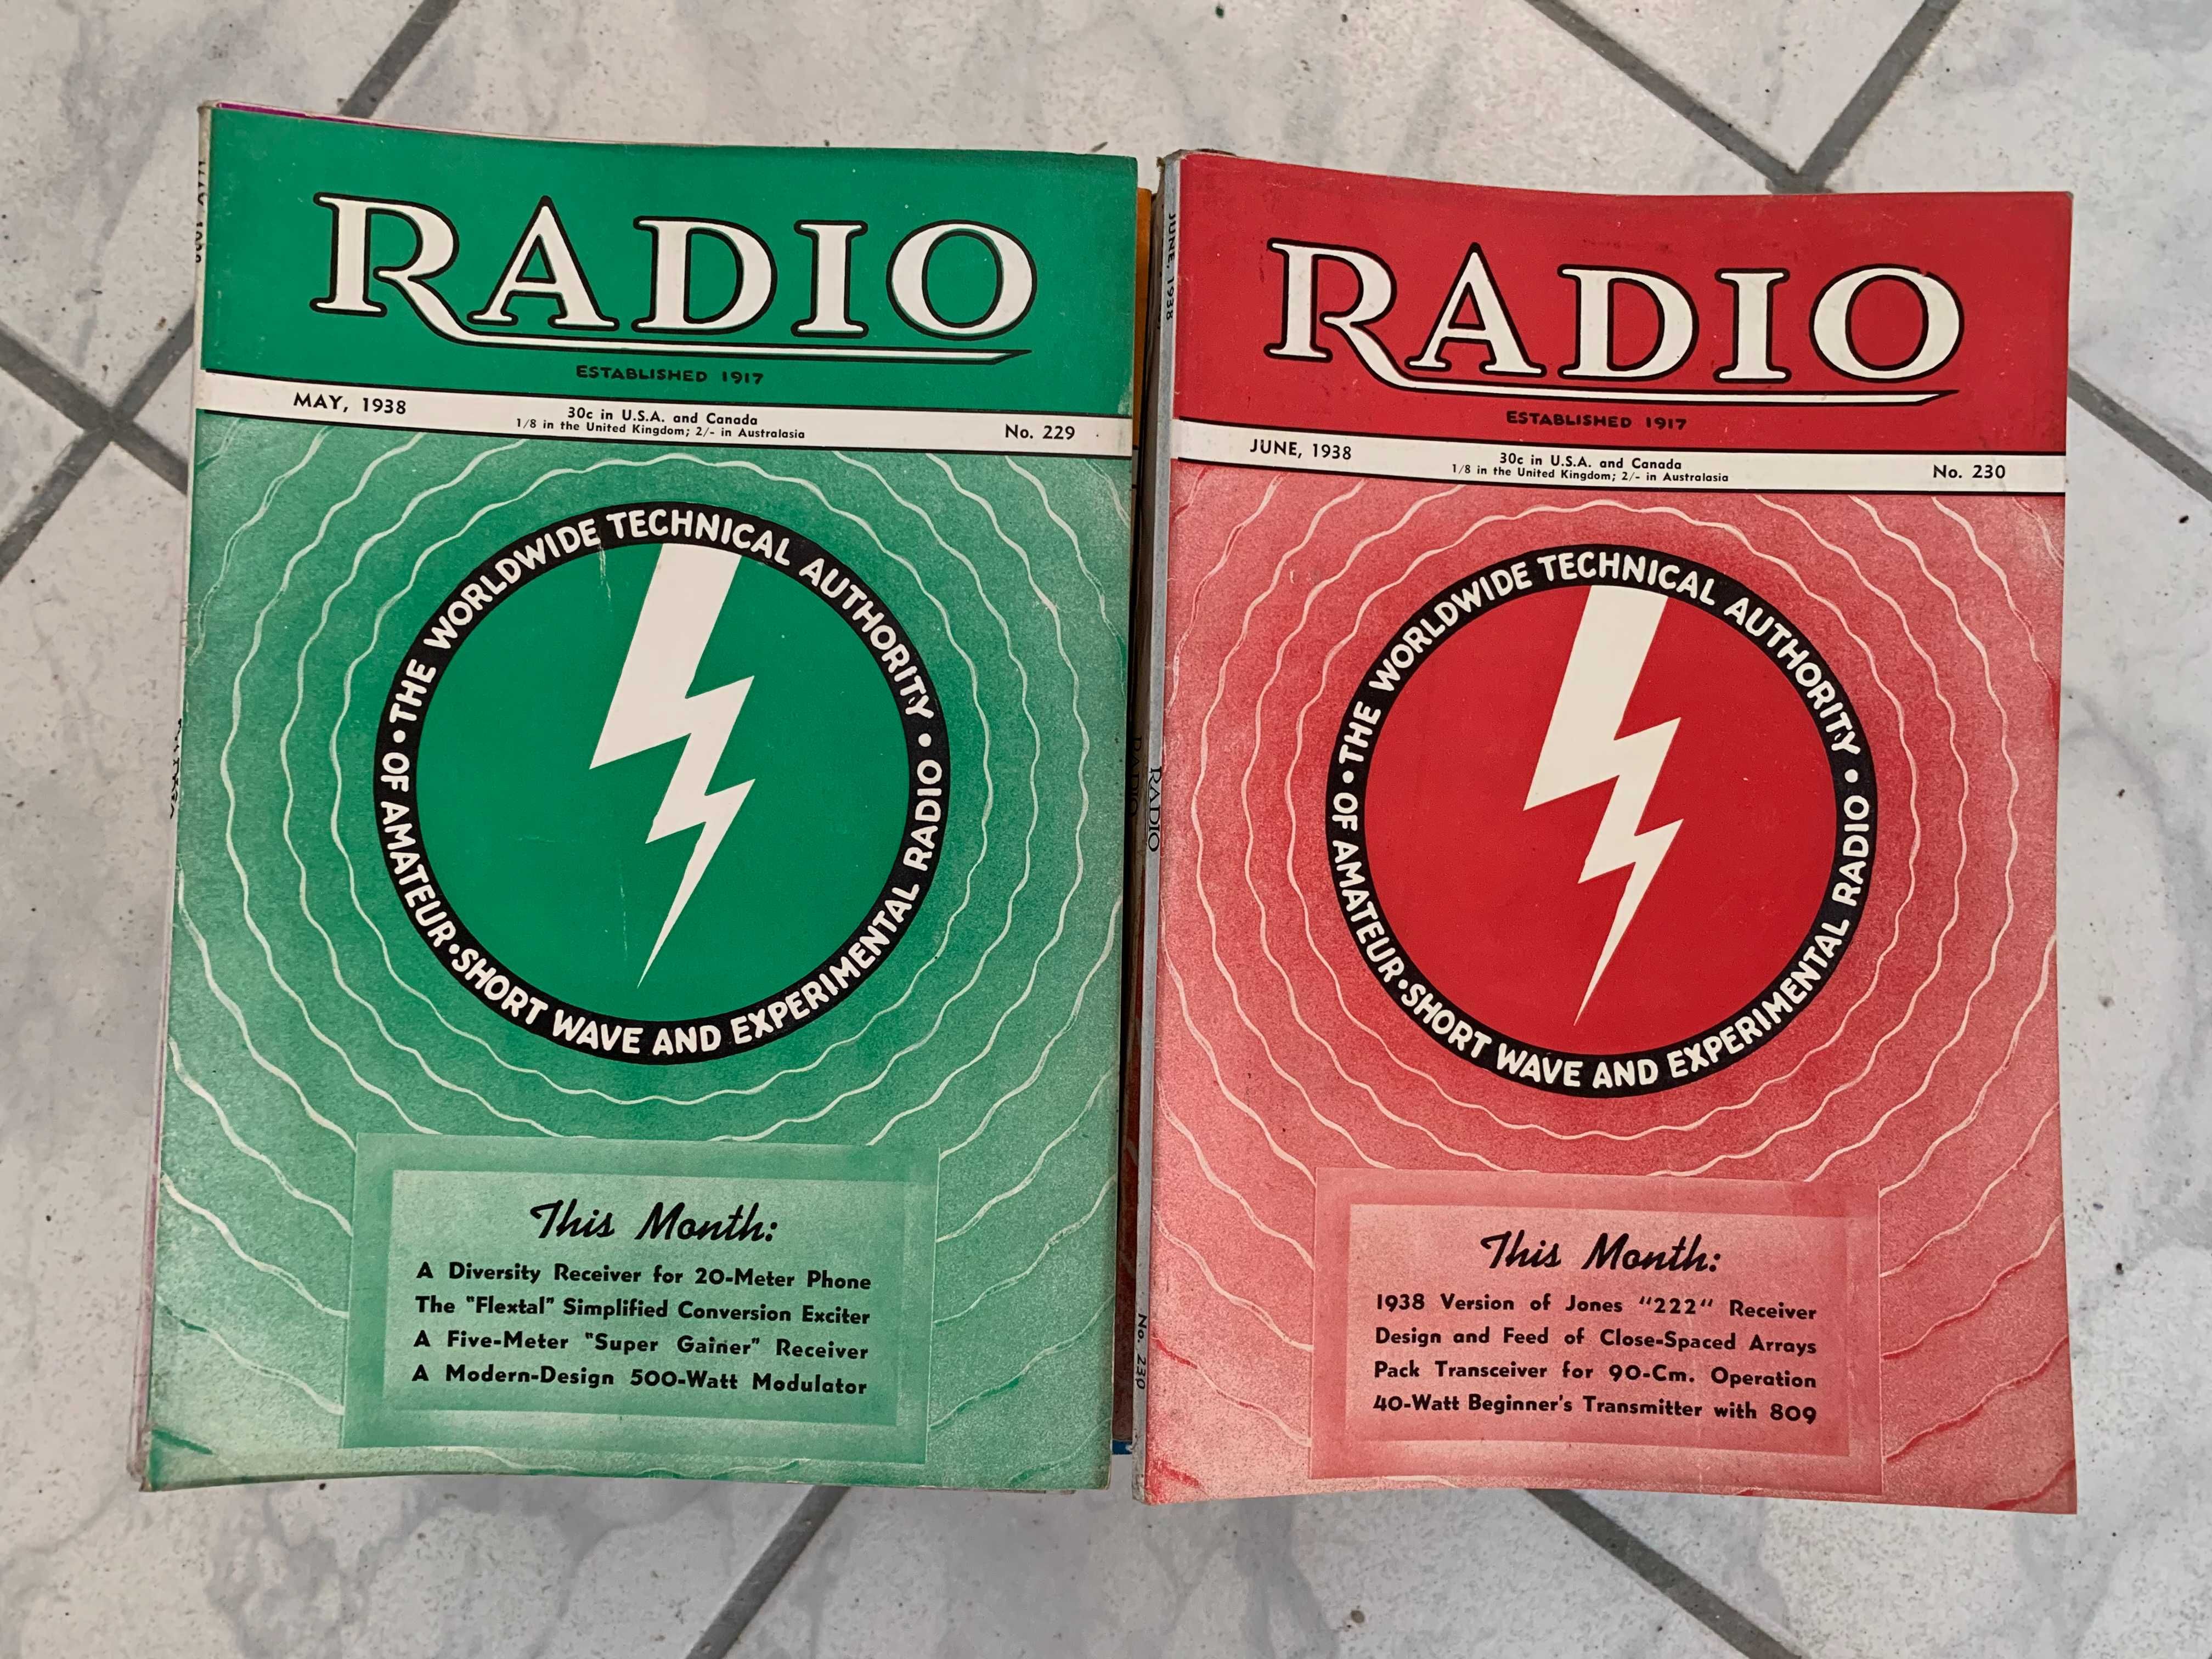 RADIO
ESTABLISHED 1917
MAY, 1938
30c in U.S.A. and Canada
1/8 in the United Kingdom; 2/- in Australasia
No. 229
• THE WORLDWIDE TECHNICAL AUTHORITY •
OF AMATEUR • SHORT WAVE AND EXPERIMENTAL RADIO
This Month:
A Diversity Receiver for 20-Meter Phone
The "Flextal" Simplified Conversion Exciter
A Five-Meter "Super Gainer" Receiver
A Modern-Design 500-Watt Modulator
RADIO
JUNE, 1938
RADIO
No. 230
RADIO
ESTABLISHED 1917
JUNE, 1938
30c in U.S.A. and Canada
1/8 in the United Kingdom; 2/- in Australasia
No. 230
• THE WORLDWIDE TECHNICAL AUTHORITY •
OF AMATEUR • SHORT WAVE AND EXPERIMENTAL RADIO
This Month:
1938 Version of Jones "222" Receiver
Design and Feed of Close-Spaced Arrays
Pack Transceiver for 90-Cm. Operation
40-Watt Beginner's Transmitter with 809